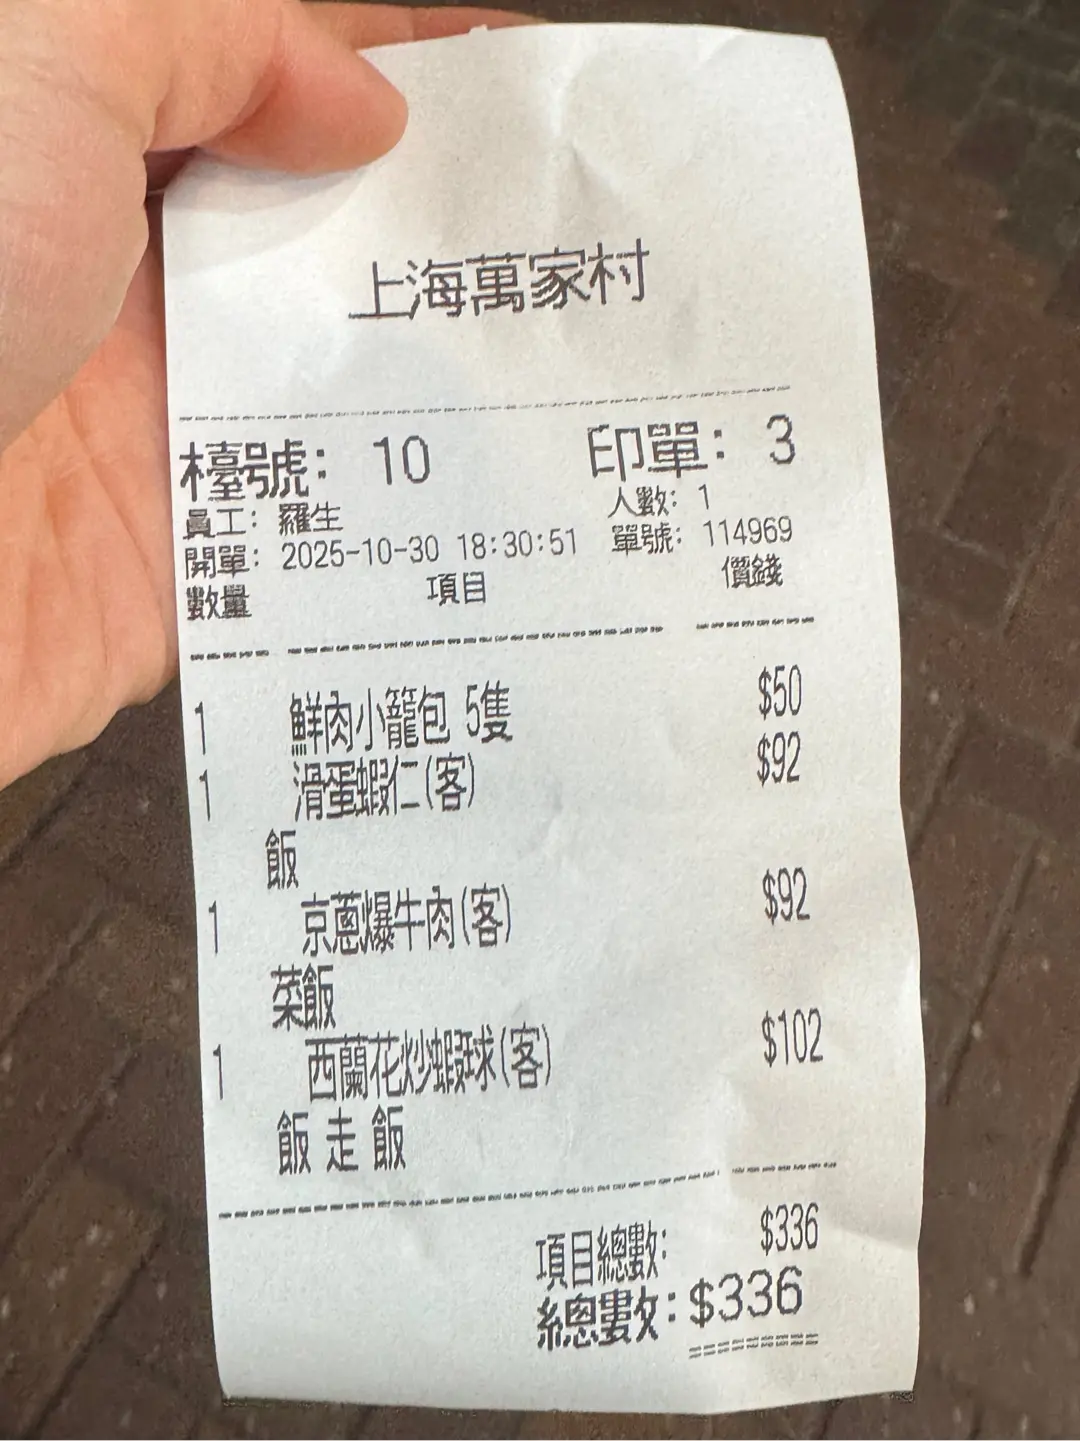 上海萬家村
檯號： 10 印單： 3
員工： 羅生 人數： 1
開單： 2025-10-30 18:30:51 單號： 114969
數量 項目 價錢
1 鮮肉小籠包 5隻 $50
1 滑蛋蝦仁(客) $92
飯
1 京蔥爆牛肉(客) $92
菜飯
1 西蘭花炒蝦球(客) $102
飯 走 飯
項目總數: $336
總數: $336